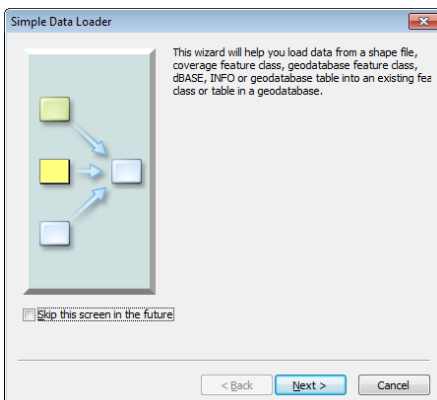 Simple Data Loader
This wizard will help you load data from a shape file,
coverage feature class, geodatabase feature class,
dBASE, INFO or geodatabase table into an existing fea
class or table in a geodatabase.
Skip this screen in the future
< Back
Next >
Cancel